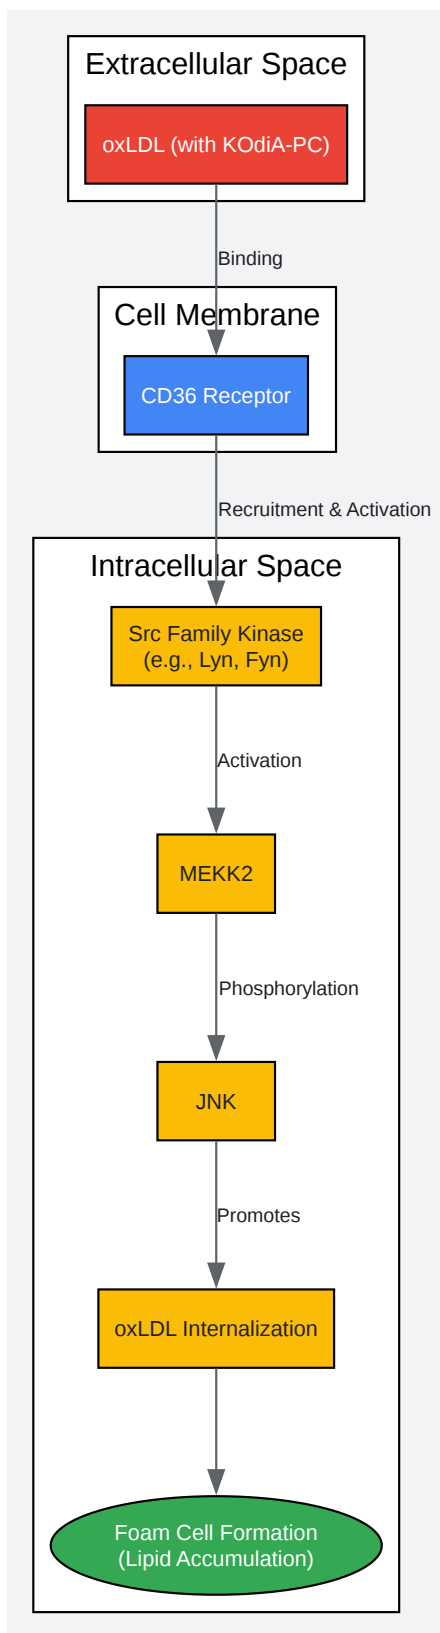 Extracellular Space
oxLDL (with KOdiA-PC)
Binding
Cell Membrane
CD36 Receptor
Recruitment & Activation
Intracellular Space
Src Family Kinase
(e.g., Lyn, Fyn)
Activation
MEKK2
Phosphorylation
JNK
Promotes
oxLDL Internalization
Foam Cell Formation
(Lipid Accumulation)